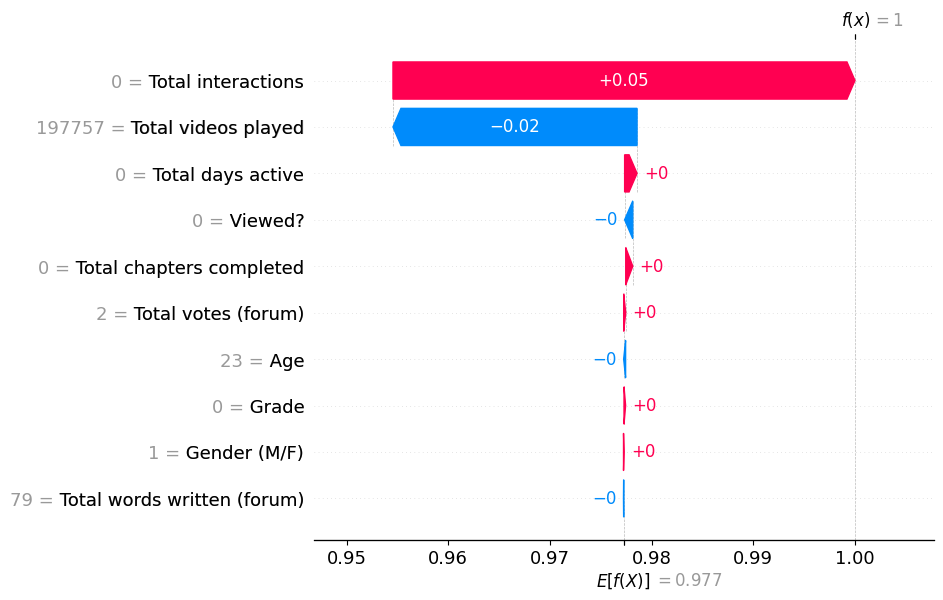 f(x) = 1
0 = Total interactions +0.05
197757 = Total videos played −0.02
0 = Total days active +0
0 = Viewed? −0
0 = Total chapters completed +0
2 = Total votes (forum) +0
23 = Age −0
0 = Grade +0
1 = Gender (M/F) +0
79 = Total words written (forum) −0
0.95 0.96 0.97 0.98 0.99 1.00
E[f(X)] = 0.977